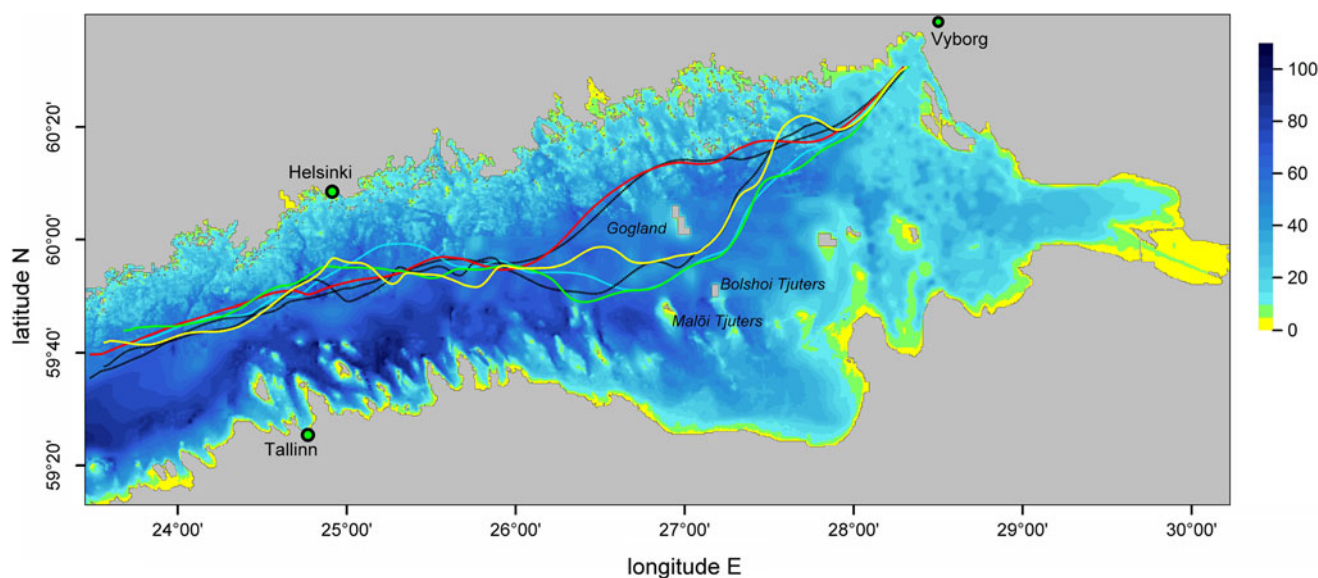 Vyborg
Helsinki
Gogland
Bolshoi Tjuters
Malõi Tjuters
Tallinn
latitude N
60°20'
60°00'
59°40'
59°20'
24°00'
25°00'
26°00'
27°00'
28°00'
29°00'
30°00'
longitude E
100
80
60
40
20
0